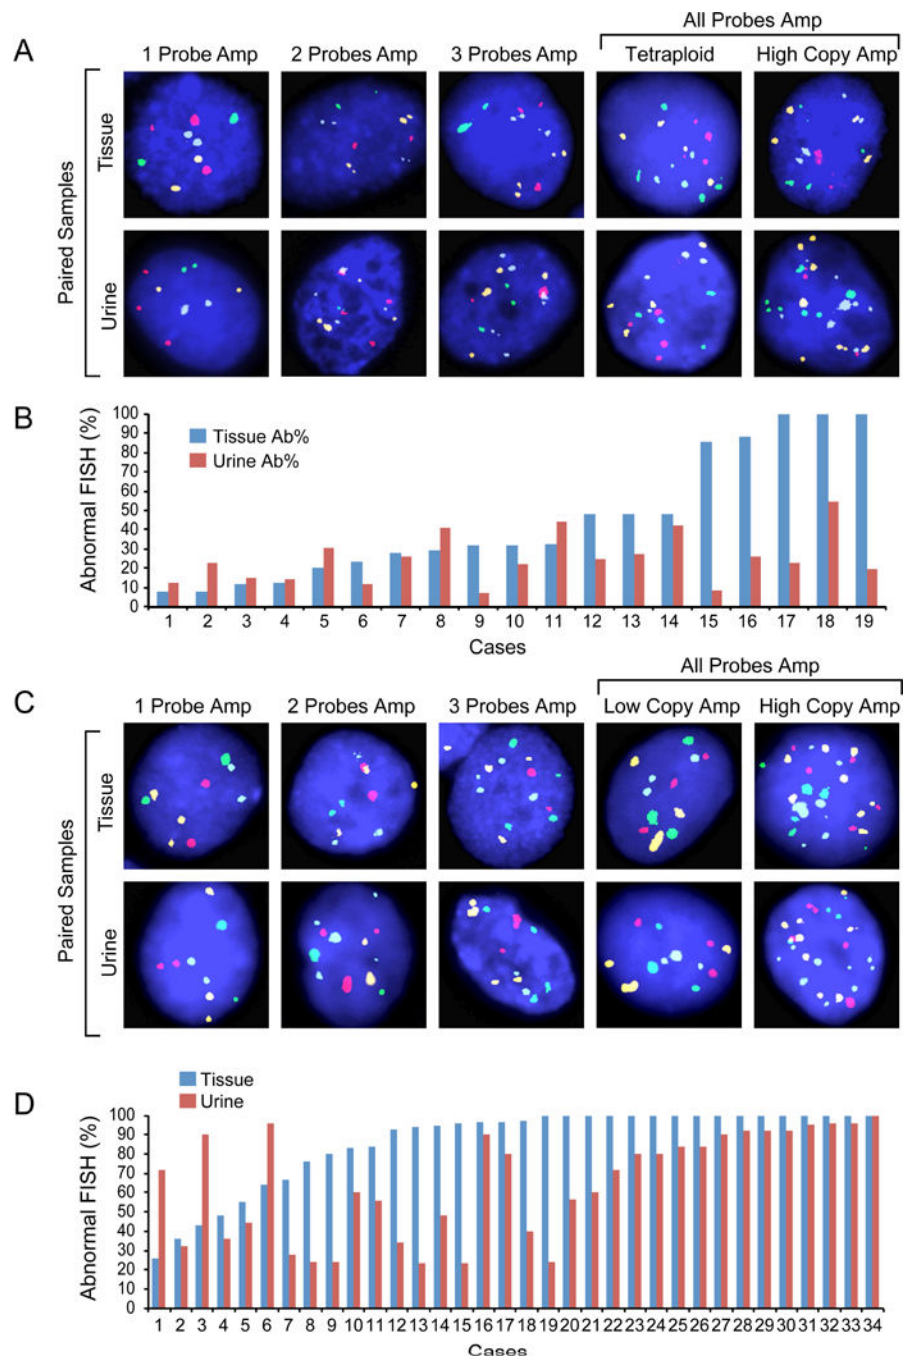 All Probes Amp
A
1 Probe Amp
2 Probes Amp
3 Probes Amp
Tetraploid
High Copy Amp
Paired Samples
Tissue
Urine
B
Abnormal FISH (%)
100
90
80
70
60
50
40
30
20
10
0
Tissue Ab%
Urine Ab%
1 2 3 4 5 6 7 8 9 10 11 12 13 14 15 16 17 18 19
Cases
All Probes Amp
C
1 Probe Amp
2 Probes Amp
3 Probes Amp
Low Copy Amp
High Copy Amp
Paired Samples
Tissue
Urine
D
Tissue
Urine
Abnormal FISH (%)
100
90
80
70
60
50
40
30
20
10
0
1 2 3 4 5 6 7 8 9 10 11 12 13 14 15 16 17 18 19 20 21 22 23 24 25 26 27 28 29 30 31 32 33 34
Cases